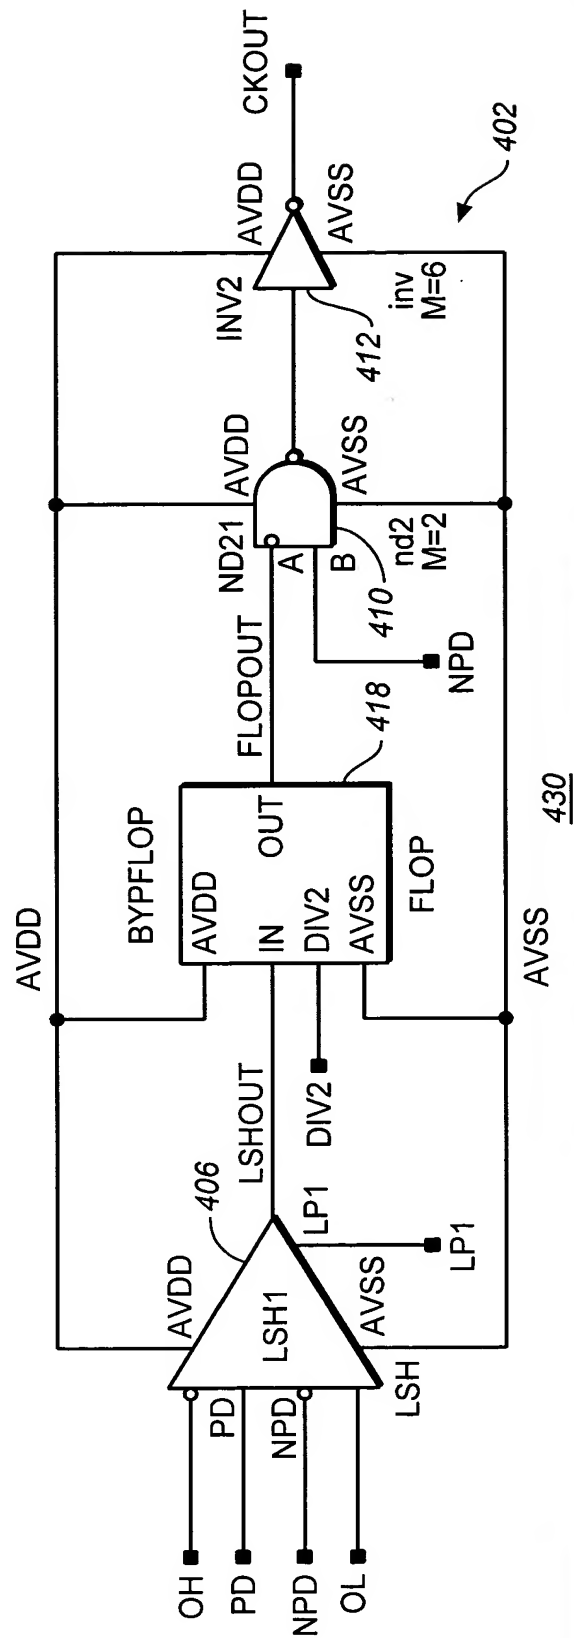 OH
PD
NPD
OL
PD
NPD
LSH1
AVDD
406
LSH
AVSS
LP1
LP1
LSHOUT
AVDD
AVSS
DIV2
BYPFLOP
AVDD
IN
OUT
DIV2
AVSS
FLOP
418
FLOPOUT
NPD
ND21
AVDD
A
B
AVSS
nd2
M=2
410
INV2
AVDD
AVSS
inv
M=6
412
CKOUT
402
430